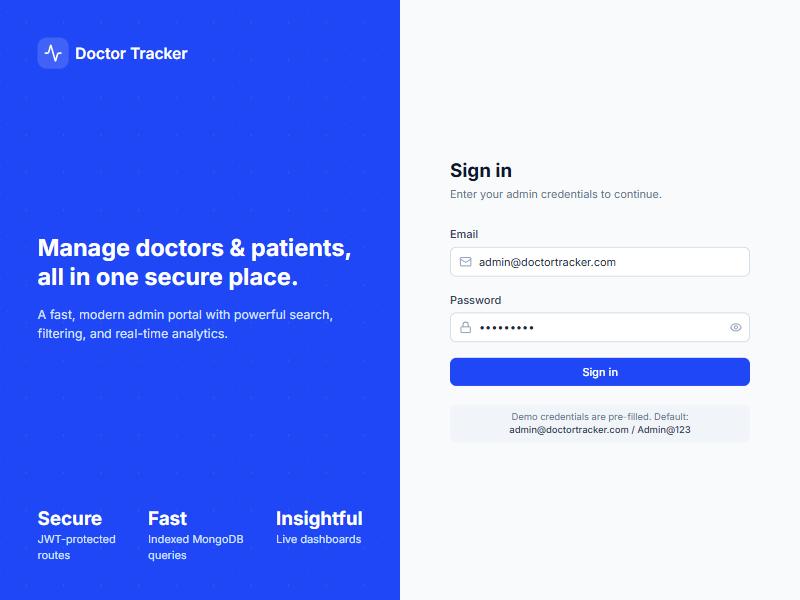 Doctor Tracker
Manage doctors & patients,
all in one secure place.
A fast, modern admin portal with powerful search,
filtering, and real-time analytics.
Secure
JWT-protected
routes
Fast
Indexed MongoDB
queries
Insightful
Live dashboards
Sign in
Enter your admin credentials to continue.
Email
admin@doctortracker.com
Password
•••••••••
Sign in
Demo credentials are pre-filled. Default:
admin@doctortracker.com / Admin@123